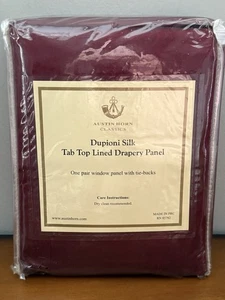 AUSTIN HORN
CLASSICS
Dupioni Silk
Tab Top Lined Drapery Panel
One pair window panel with tie-backs
Care Instructions:
Dry clean recommended
www.austinhorn.com